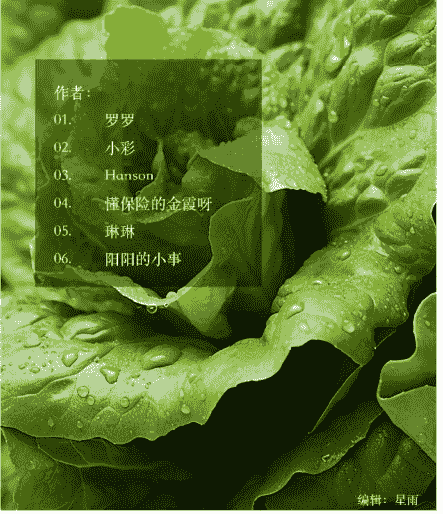 作者：
01. 罗罗
02. 小彩
03. Hanson
04. 懂保险的金霞呀
05. 琳琳
06. 阳阳的小事
编辑：星雨